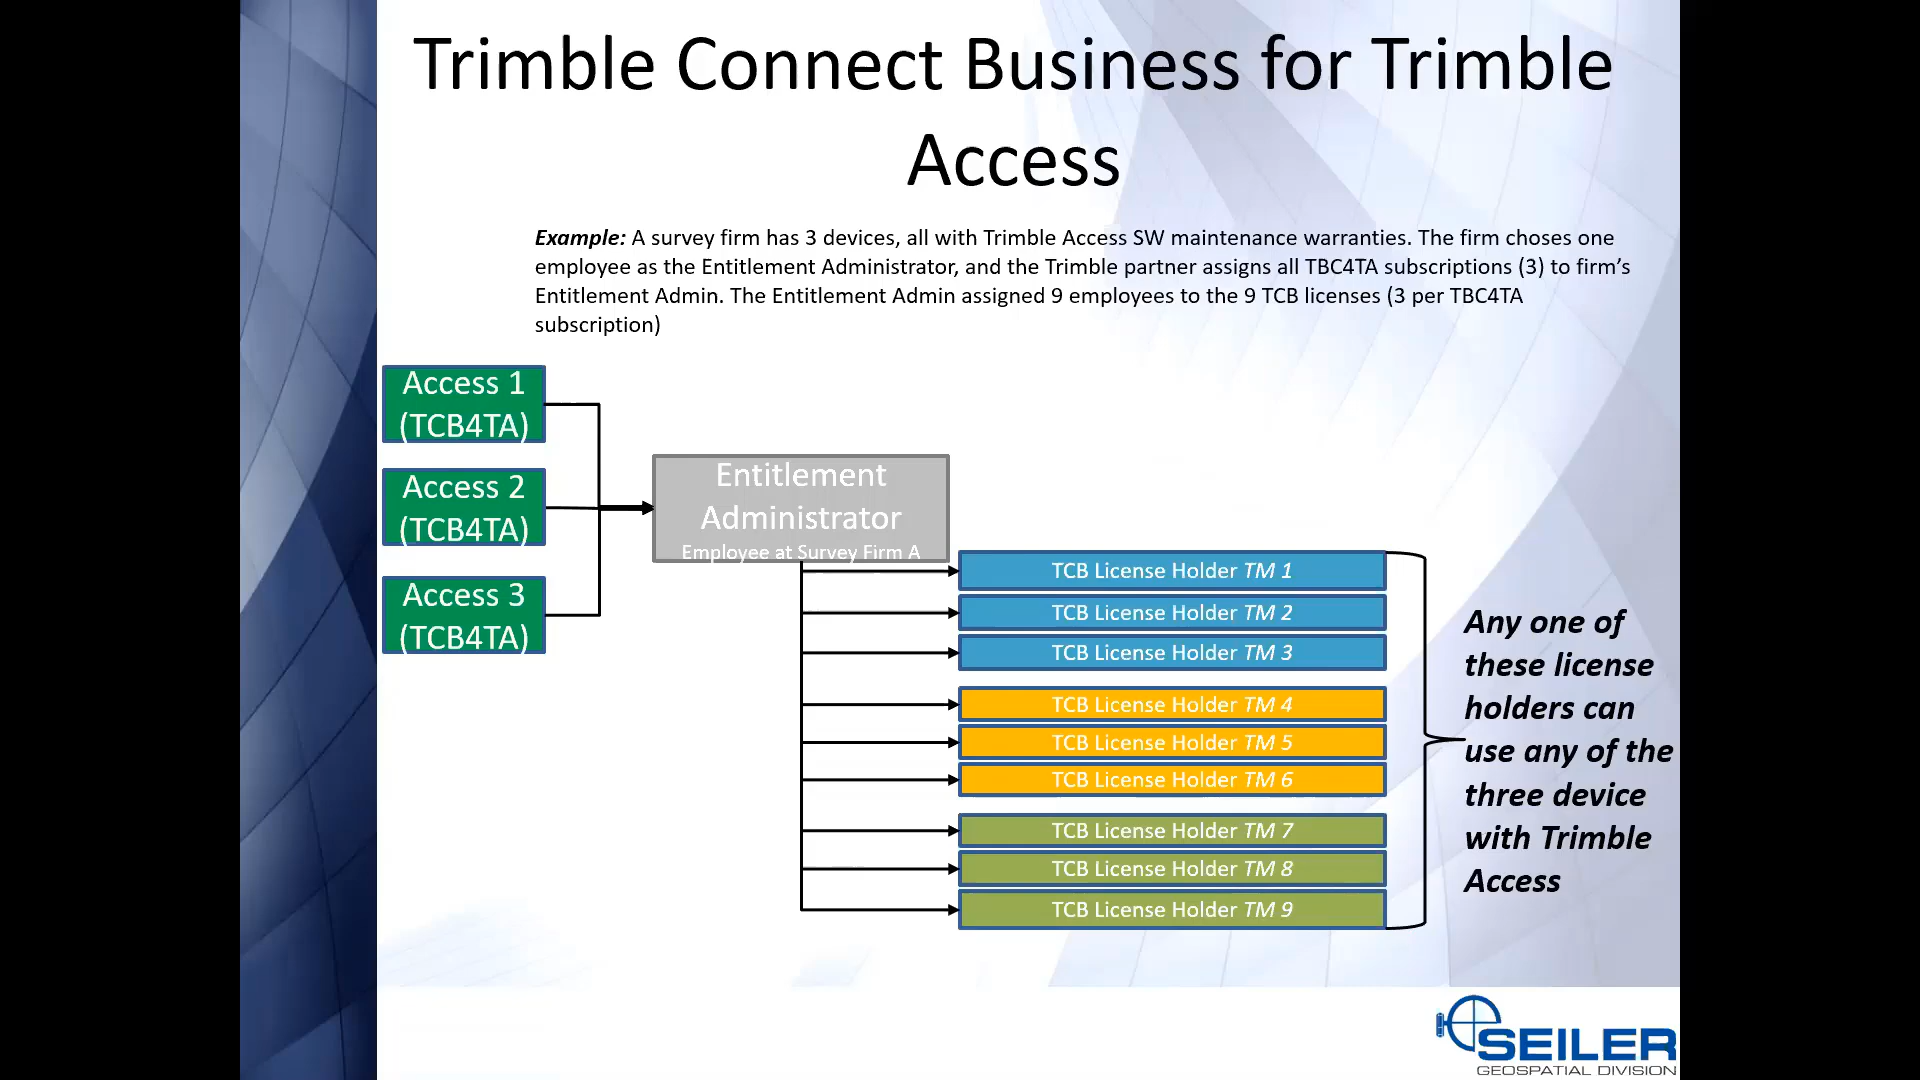 Trimble Connect Business for Trimble
Access
Example: A survey firm has 3 devices, all with Trimble Access SW maintenance warranties. The firm choses one
employee as the Entitlement Administrator, and the Trimble partner assigns all TBC4TA subscriptions (3) to firm’s
Entitlement Admin. The Entitlement Admin assigned 9 employees to the 9 TCB licenses (3 per TBC4TA
subscription)
Access 1
(TCB4TA)
Access 2
(TCB4TA)
Access 3
(TCB4TA)
Entitlement
Administrator
Employee at Survey Firm A
TCB License Holder TM 1
TCB License Holder TM 2
TCB License Holder TM 3
TCB License Holder TM 4
TCB License Holder TM 5
TCB License Holder TM 6
TCB License Holder TM 7
TCB License Holder TM 8
TCB License Holder TM 9
Any one of
these license
holders can
use any of the
three device
with Trimble
Access
SEILER
GEOSPATIAL DIVISION